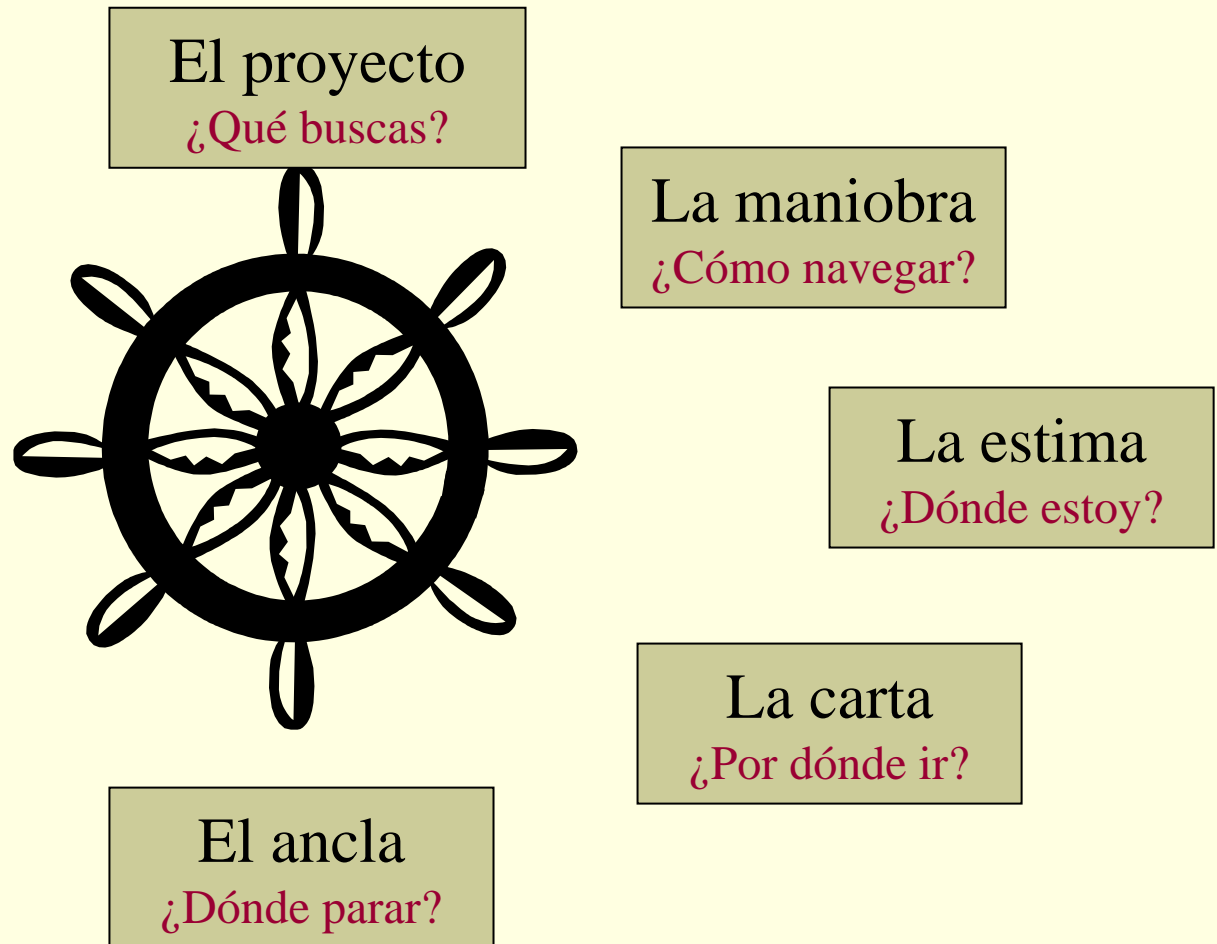 El proyecto
¿Qué buscas?
La maniobra
¿Cómo navegar?
La estima
¿Dónde estoy?
La carta
¿Por dónde ir?
El ancla
¿Dónde parar?